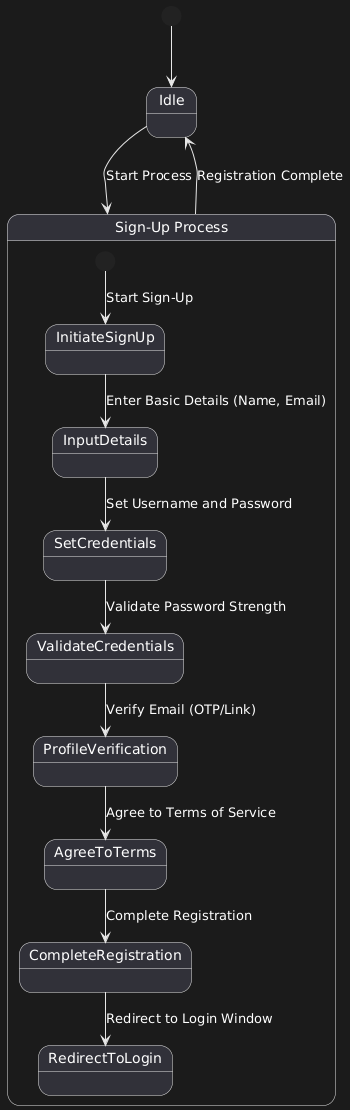 Idle
Start Process
Registration Complete
Sign-Up Process
Start Sign-Up
InitiateSignUp
Enter Basic Details (Name, Email)
InputDetails
Set Username and Password
SetCredentials
Validate Password Strength
ValidateCredentials
Verify Email (OTP/Link)
ProfileVerification
Agree to Terms of Service
AgreeToTerms
Complete Registration
CompleteRegistration
Redirect to Login Window
RedirectToLogin